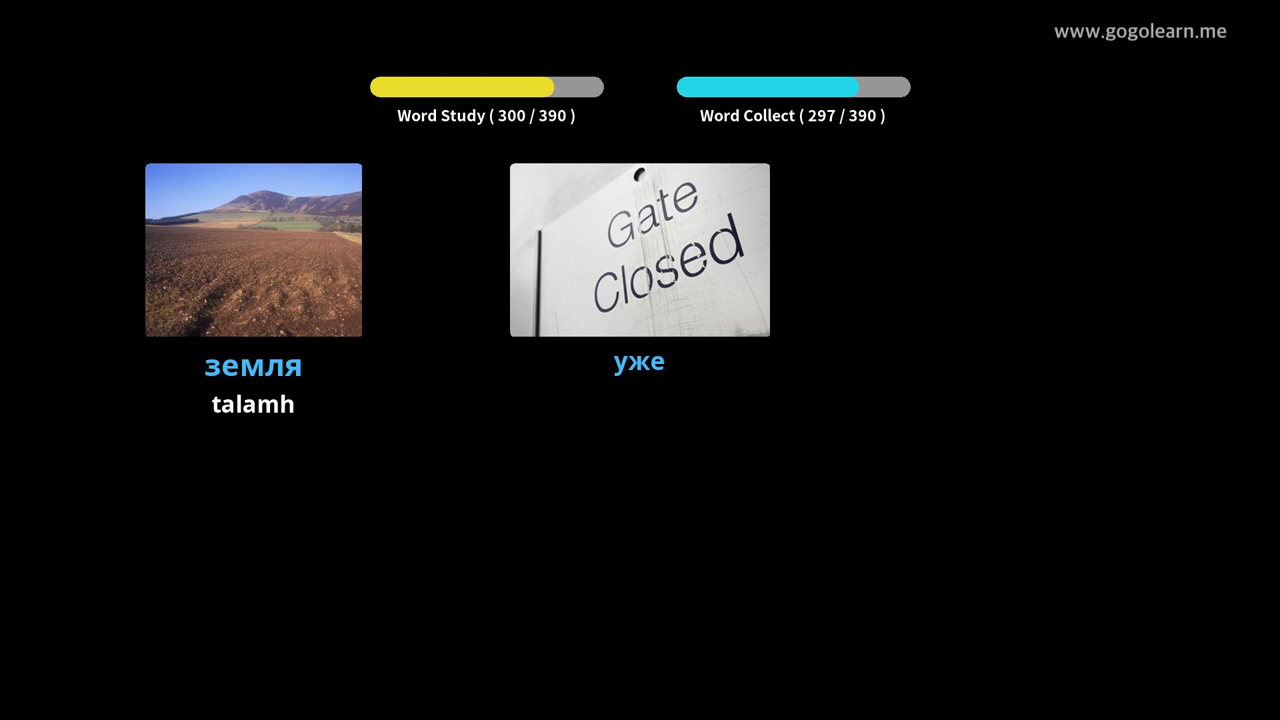 www.gogolearn.me
Word Study ( 300 / 390 )
Word Collect ( 297 / 390 )
Gate
Closed
земля
talamh
уже